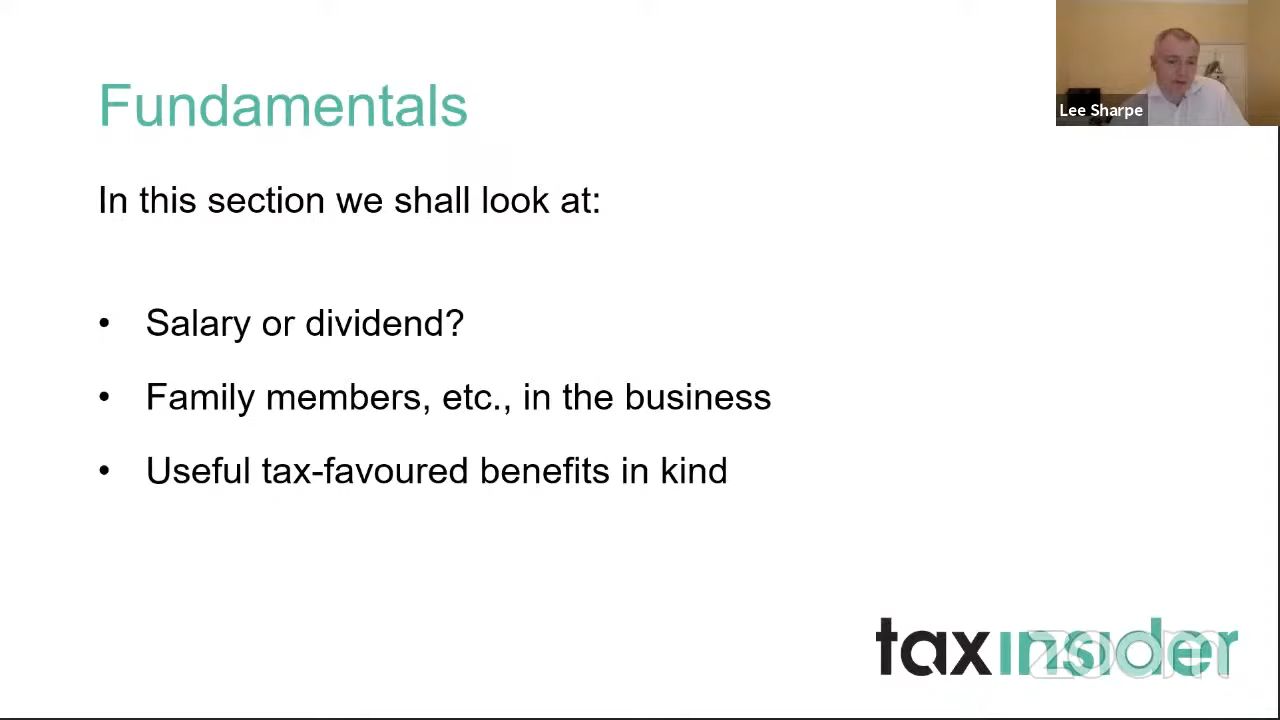 Fundamentals
Lee Sharpe
In this section we shall look at:
• Salary or dividend?
• Family members, etc., in the business
• Useful tax-favoured benefits in kind
taxinsider
zoom